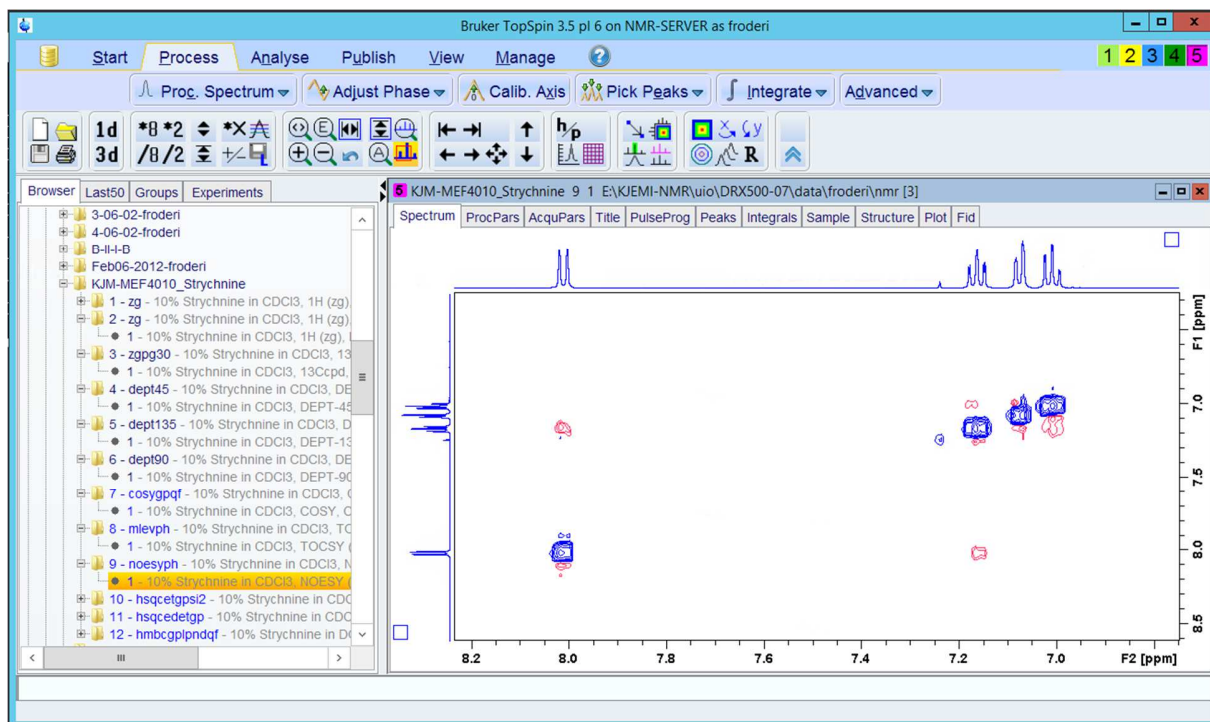 Bruker TopSpin 3.5 pl 6 on NMR-SERVER as froderi
Start Process Analyse Publish View Manage ? 1 2 3 4 5
Proc. Spectrum Adjust Phase Calib. Axis Pick Peaks Integrate Advanced
1d *8 *2 *X E h/p
3d /8 /2 +/- L A R
Browser Last50 Groups Experiments
3-06-02-froderi
4-06-02-froderi
B-II-I-B
Feb06-2012-froderi
KJM-MEF4010_Strychnine
1 - zg - 10% Strychnine in CDCl3, 1H (zg),
2 - zg - 10% Strychnine in CDCl3, 1H (zg),
1 - 10% Strychnine in CDCl3, 1H (zg),
3 - zgpg30 - 10% Strychnine in CDCl3, 13
1 - 10% Strychnine in CDCl3, 13Ccpd,
4 - dept45 - 10% Strychnine in CDCl3, DE
1 - 10% Strychnine in CDCl3, DEPT-45
5 - dept135 - 10% Strychnine in CDCl3, D
1 - 10% Strychnine in CDCl3, DEPT-13
6 - dept90 - 10% Strychnine in CDCl3, DE
1 - 10% Strychnine in CDCl3, DEPT-90
7 - cosygpqf - 10% Strychnine in CDCl3, C
1 - 10% Strychnine in CDCl3, COSY, C
8 - mlevph - 10% Strychnine in CDCl3, TO
1 - 10% Strychnine in CDCl3, TOCSY (
9 - noesyph - 10% Strychnine in CDCl3, N
1 - 10% Strychnine in CDCl3, NOESY (
10 - hsqcetgpsi2 - 10% Strychnine in CDC
11 - hsqcedetgp - 10% Strychnine in CDC
12 - hmbcgplpndqf - 10% Strychnine in D
5 KJM-MEF4010_Strychnine 9 1 E:\KJEMI-NMR\uio\DRX500-07\data\froderi\nmr [3]
Spectrum ProcPars AcquPars Title PulseProg Peaks Integrals Sample Structure Plot Fid
F1 [ppm]
7.0
7.5
8.0
8.5
8.2 8.0 7.8 7.6 7.4 7.2 7.0 F2 [ppm]